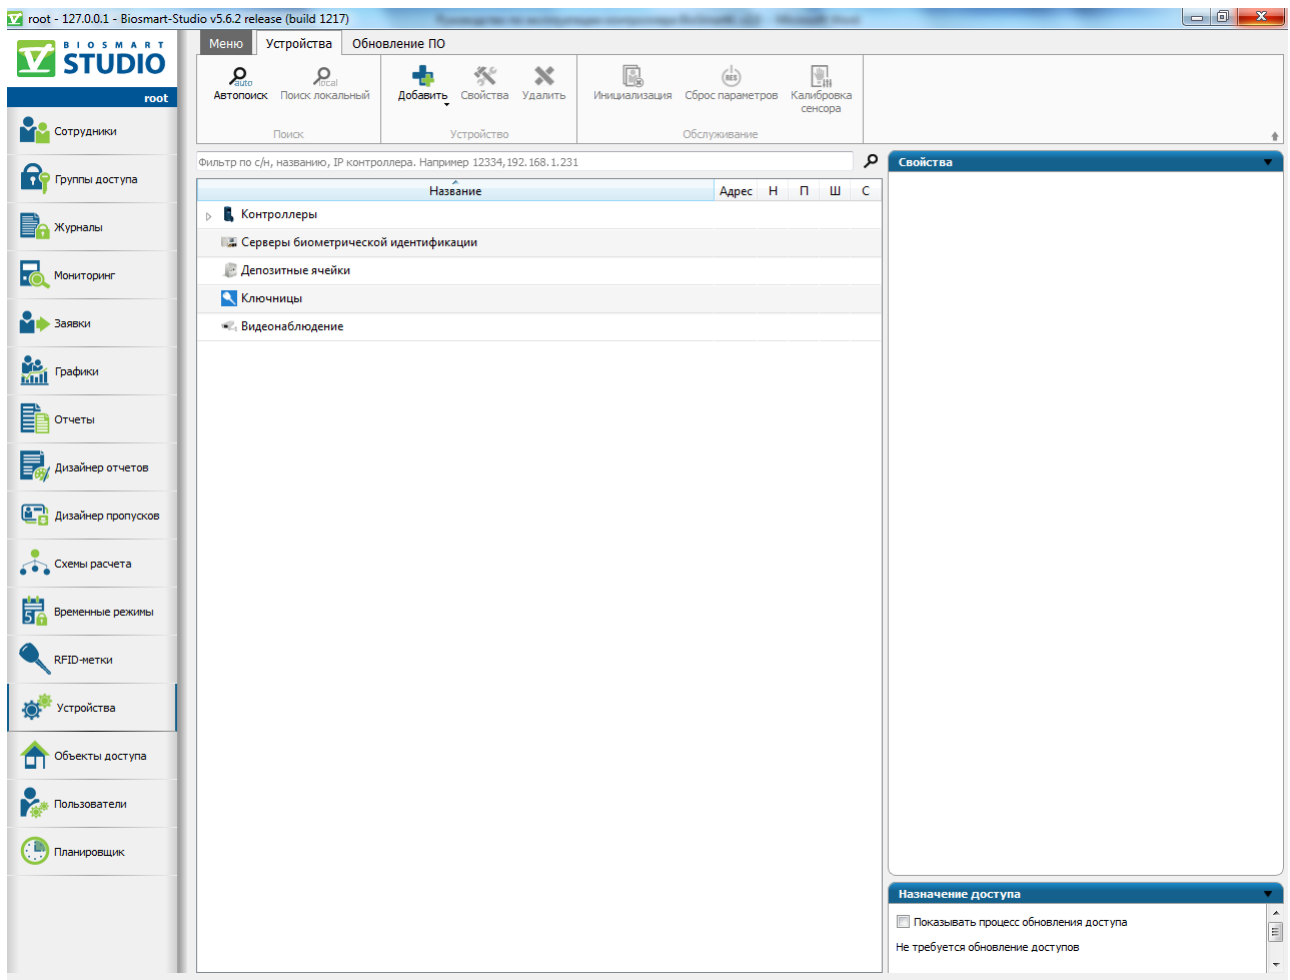 root - 127.0.0.1 - Biosmart-Studio v5.6.2 release (build 1217)
BIOSMART
STUDIO
root
Меню Устройства Обновление ПО
auto local
Автопоиск Поиск локальный Добавить Свойства Удалить Инициализация Сброс параметров Калибровка сенсора
RES
Поиск Устройство Обслуживание
Фильтр по с/н, названию, IP контроллера. Например 12334,192.168.1.231
Название Адрес Н П Ш С
Контроллеры
Серверы биометрической идентификации
Депозитные ячейки
Ключницы
Видеонаблюдение
Сотрудники
Группы доступа
Журналы
Мониторинг
Заявки
Графики
Отчеты
Дизайнер отчетов
Дизайнер пропусков
Схемы расчета
Временные режимы
5
RFID-метки
Устройства
Объекты доступа
Пользователи
Планировщик
Свойства
Назначение доступа
Показывать процесс обновления доступа
Не требуется обновление доступов